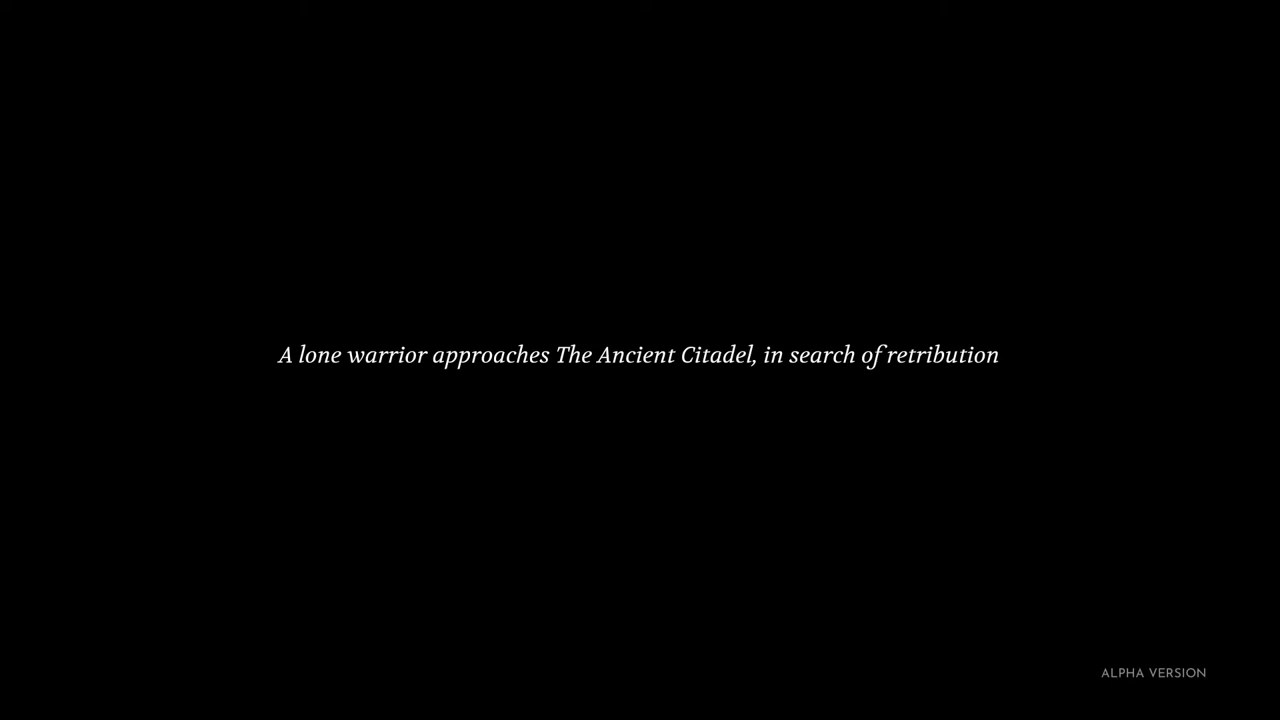 A lone warrior approaches The Ancient Citadel, in search of retribution
ALPHA VERSION